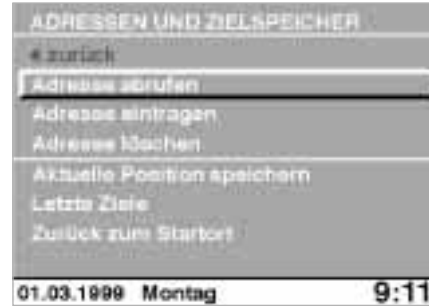 ADRESSEN UND ZIELSPEICHER
zurück
Adresse abrufen
Adresse eintragen
Adresse löschen
Aktuelle Position speichern
Letzte Ziele
Zurück zum Startort
01.03.1999 Montag 9:11